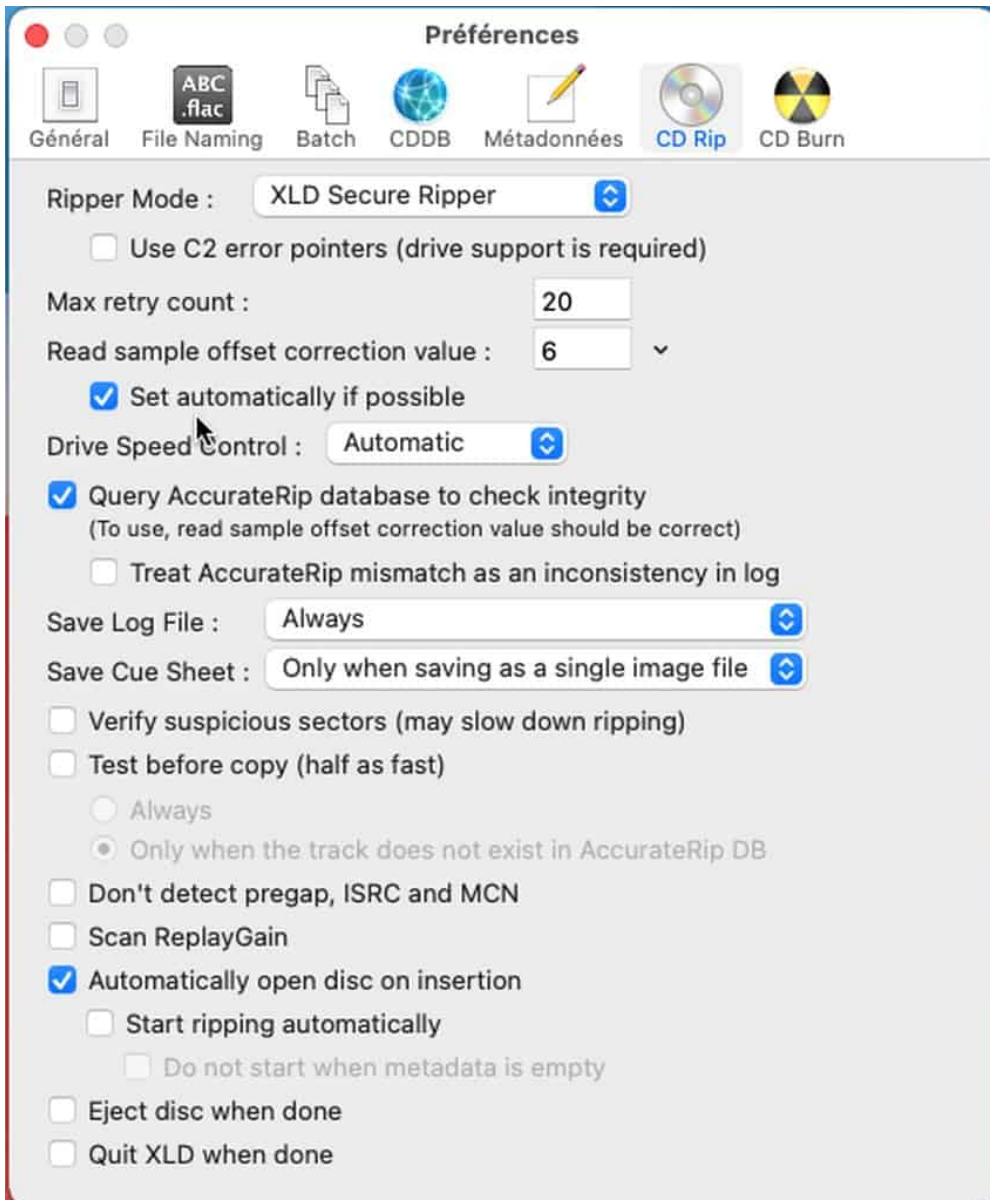 Préférences
ABC
.flac
Général File Naming Batch CDDB Métadonnées CD Rip CD Burn
Ripper Mode : XLD Secure Ripper
Use C2 error pointers (drive support is required)
Max retry count : 20
Read sample offset correction value : 6
Set automatically if possible
Drive Speed Control : Automatic
Query AccurateRip database to check integrity
(To use, read sample offset correction value should be correct)
Treat AccurateRip mismatch as an inconsistency in log
Save Log File : Always
Save Cue Sheet : Only when saving as a single image file
Verify suspicious sectors (may slow down ripping)
Test before copy (half as fast)
Always
Only when the track does not exist in AccurateRip DB
Don't detect pregap, ISRC and MCN
Scan ReplayGain
Automatically open disc on insertion
Start ripping automatically
Do not start when metadata is empty
Eject disc when done
Quit XLD when done